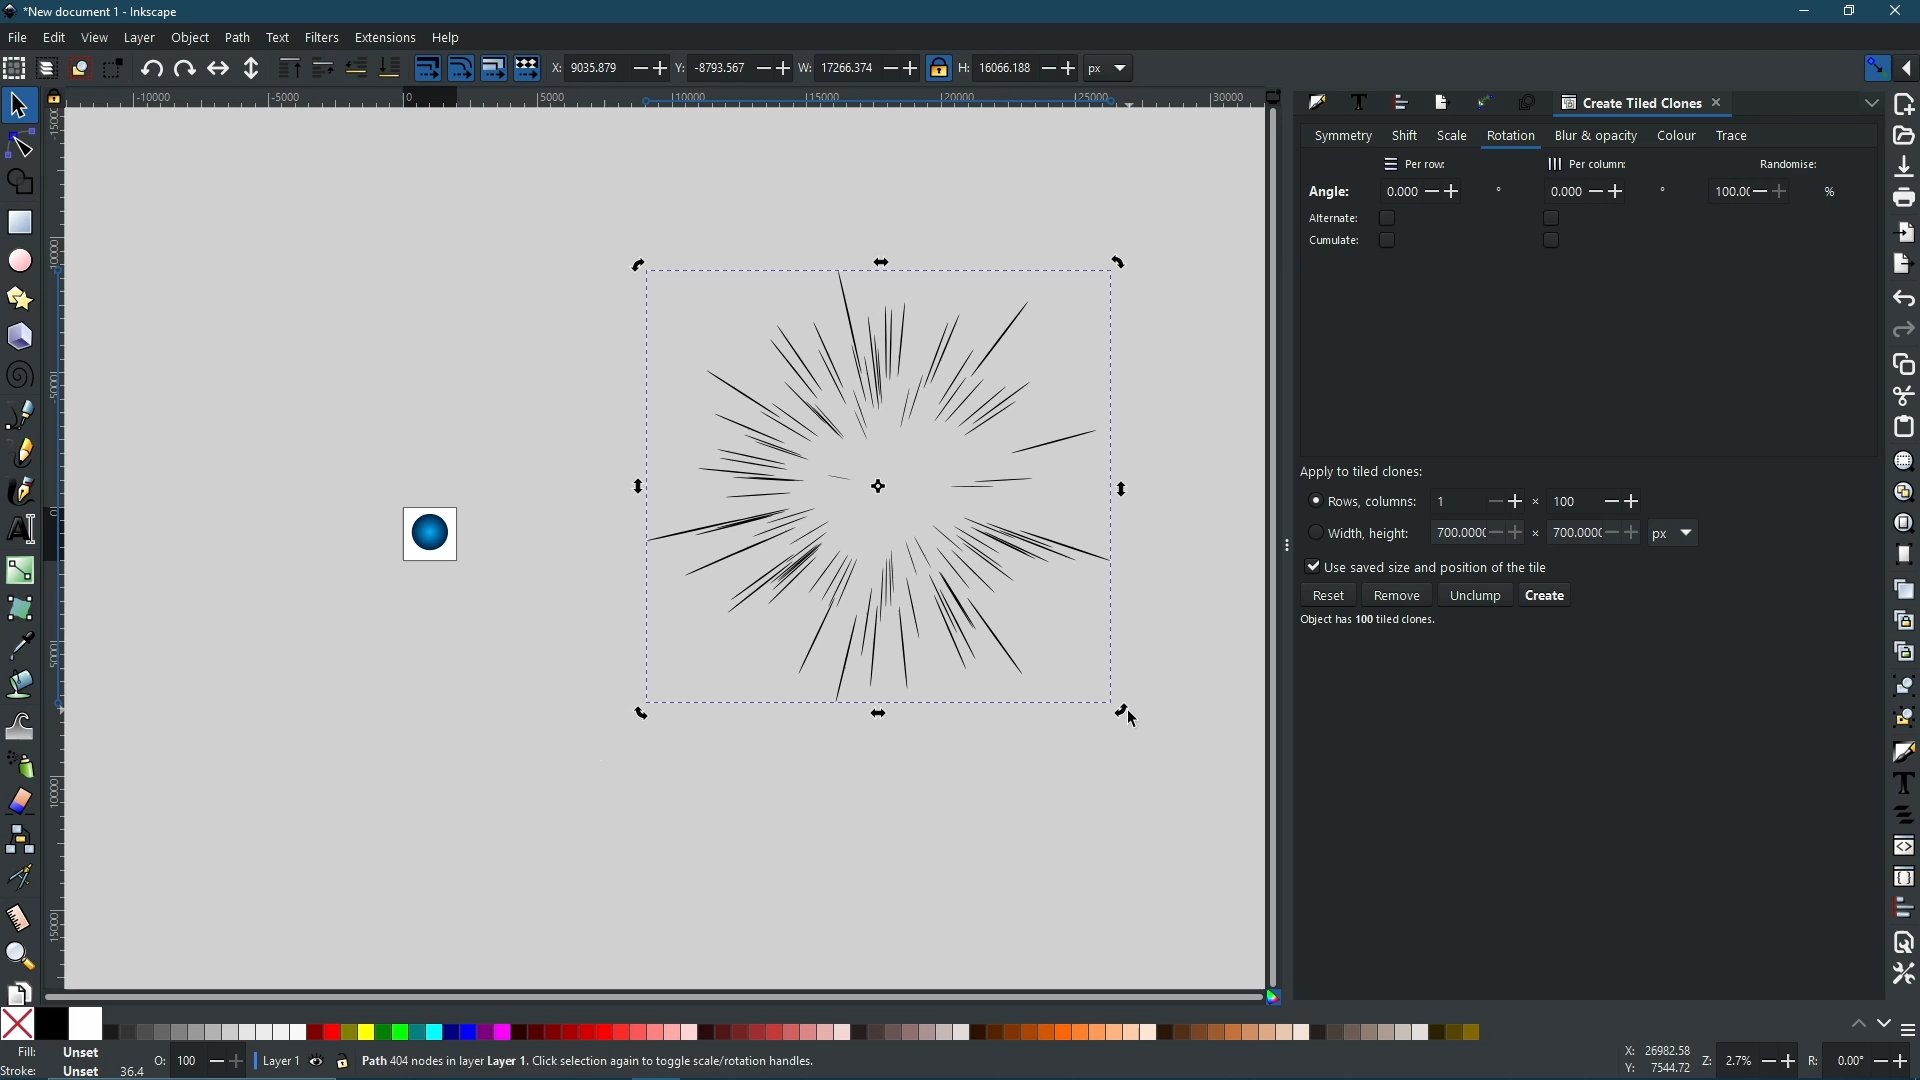 *New document 1 - Inkscape
File Edit View Layer Object Path Text Filters Extensions Help
X: 9035.879 Y: -8793.567 W: 17266.374 H: 16066.188 px
-10000 -5000 0 5000 10000 15000 20000 25000 30000
Create Tiled Clones
Symmetry Shift Scale Rotation Blur & opacity Colour Trace
Per row: Per column: Randomise:
Angle: 0.000 ° 0.000 ° 100.00 %
Alternate:
Cumulate:
Apply to tiled clones:
Rows, columns: 1 × 100
Width, height: 700.0000 × 700.0000 px
Use saved size and position of the tile
Reset Remove Unclump Create
Object has 100 tiled clones.
Fill: Unset
Stroke: Unset 36.4
O: 100 Layer 1 Path 404 nodes in layer Layer 1. Click selection again to toggle scale/rotation handles.
X: 26982.58
Y: 7544.72
Z: 2.7% R: 0.00°